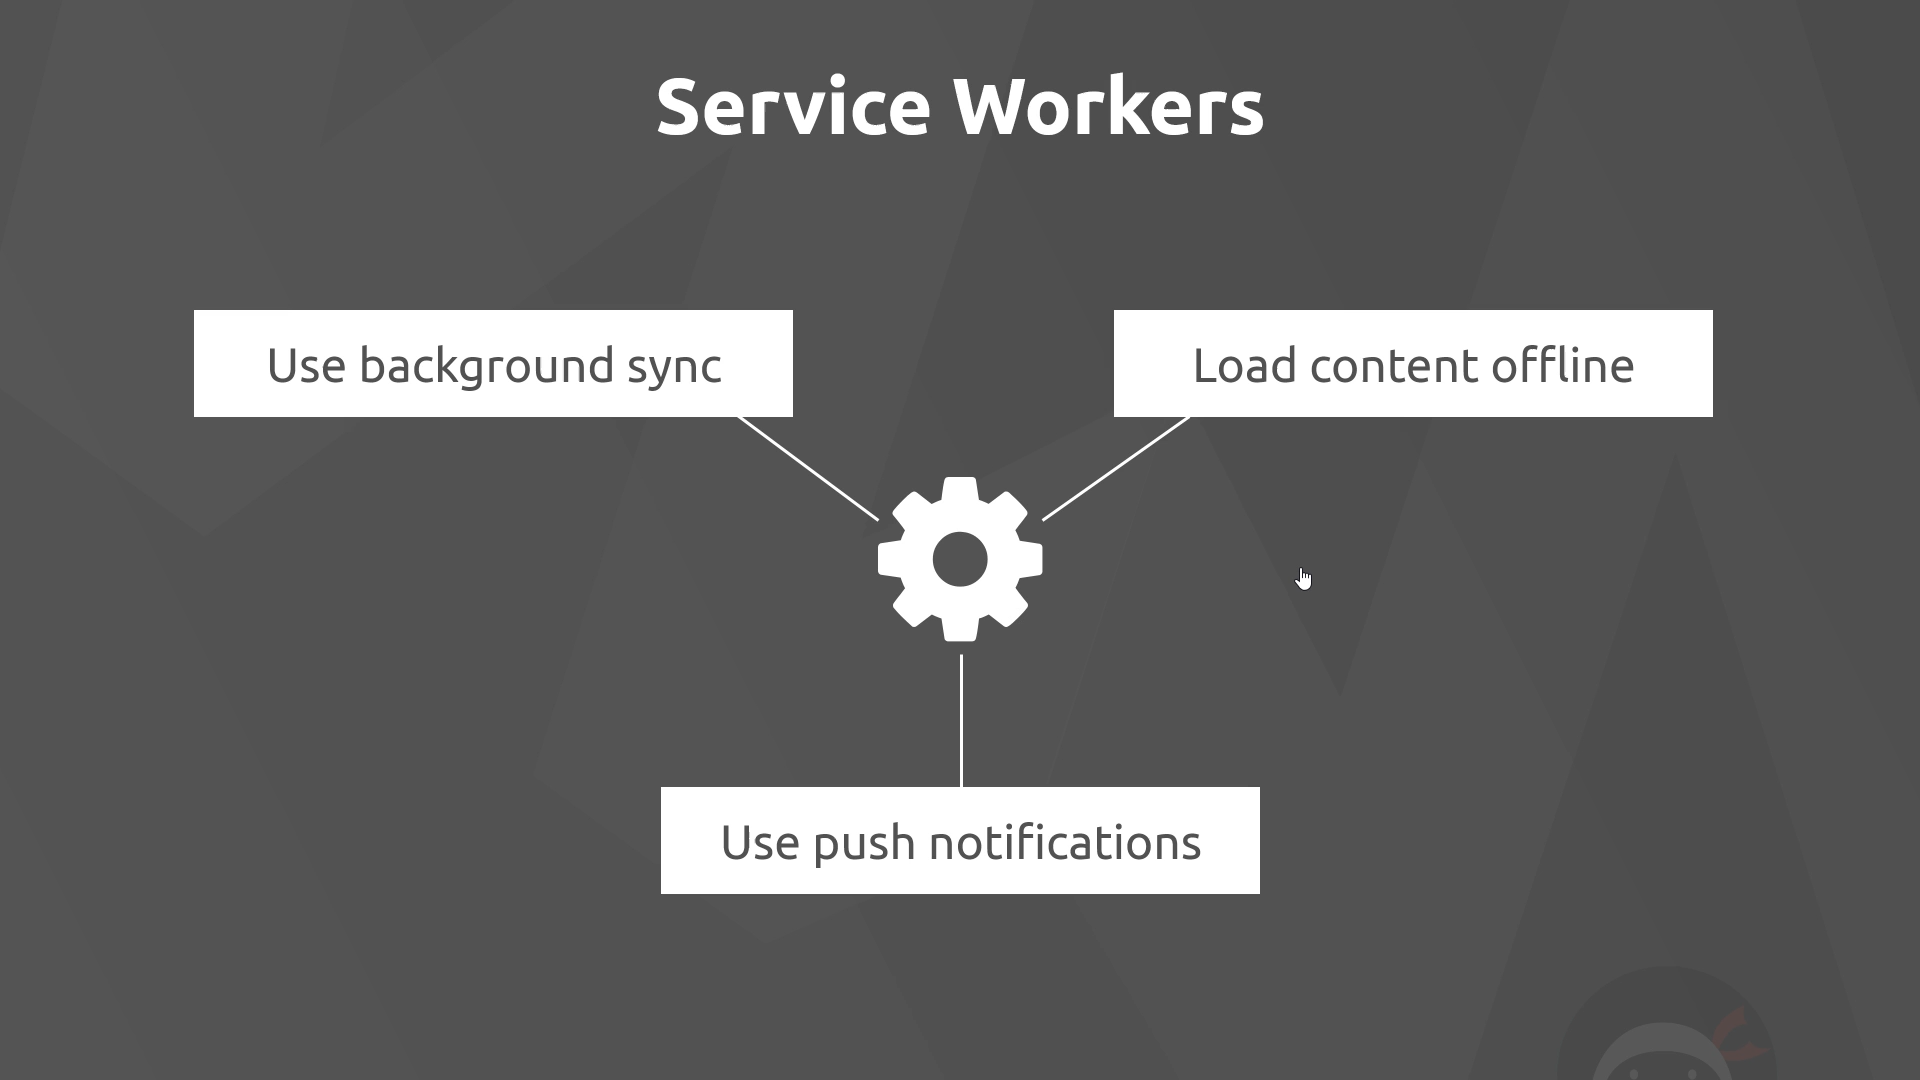 Service Workers
Use background sync
Load content offline
Use push notifications